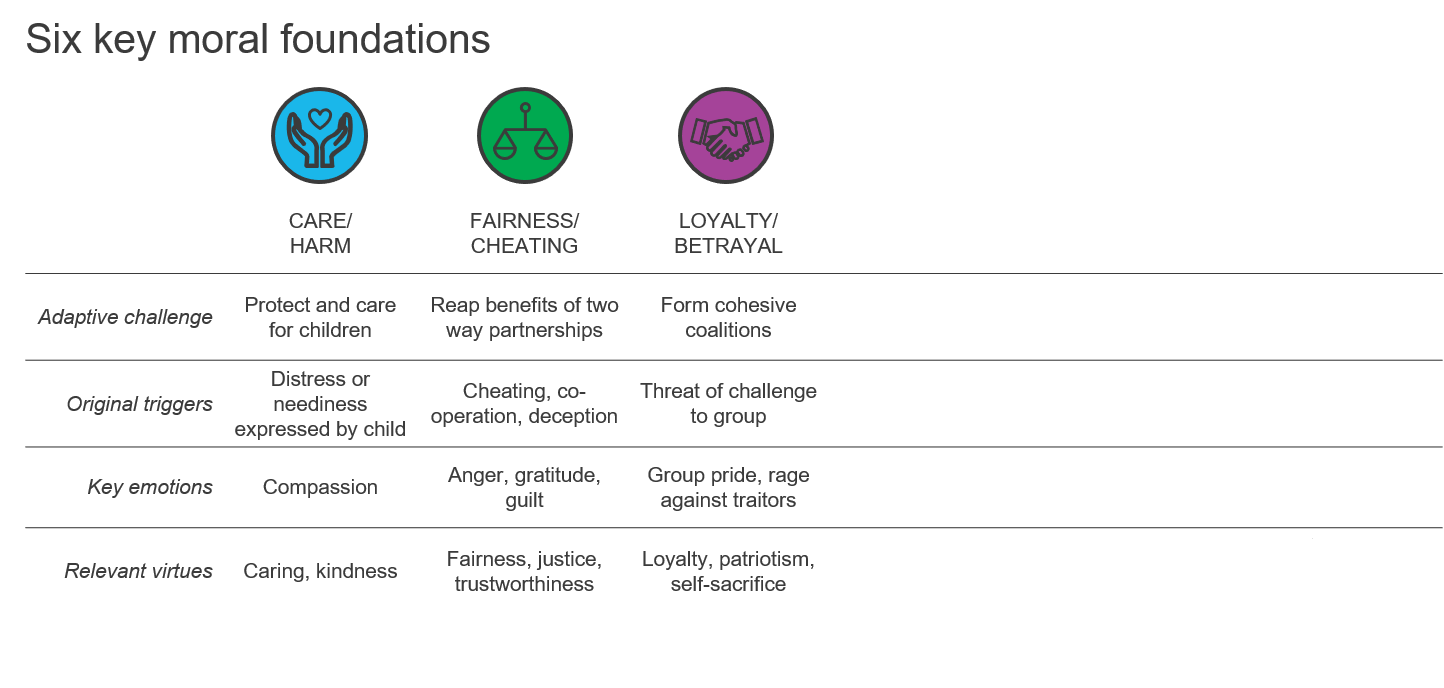 Six key moral foundations
CARE/
HARM
FAIRNESS/
CHEATING
LOYALTY/
BETRAYAL
Adaptive challenge
Protect and care
for children
Reap benefits of two
way partnerships
Form cohesive
coalitions
Original triggers
Distress or
neediness
expressed by child
Cheating, co-
operation, deception
Threat of challenge
to group
Key emotions
Compassion
Anger, gratitude,
guilt
Group pride, rage
against traitors
Relevant virtues
Caring, kindness
Fairness, justice,
trustworthiness
Loyalty, patriotism,
self-sacrifice